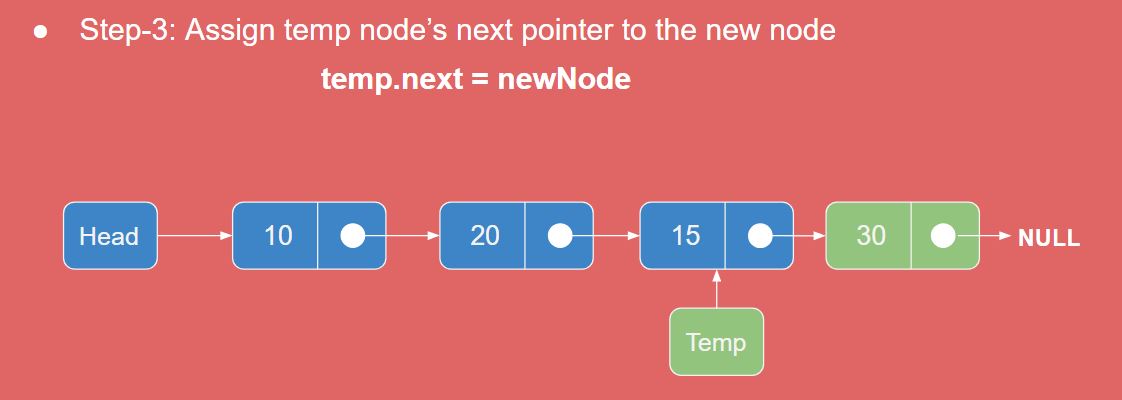 ● Step-3: Assign temp node’s next pointer to the new node
temp.next = newNode
Head 10 20 15 30 NULL
Temp